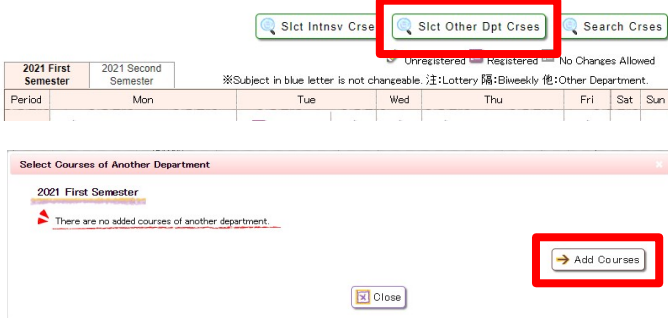 Slct Intnsv Crse Slct Other Dpt Crses Search Crses
Unregistered Registered No Changes Allowed
2021 First Semester 2021 Second Semester ※Subject in blue letter is not changeable. 注:Lottery 隔:Biweekly 他:Other Department.
Period Mon Tue Wed Thu Fri Sat Sun
Select Courses of Another Department
2021 First Semester
There are no added courses of another department.
Add Courses
Close